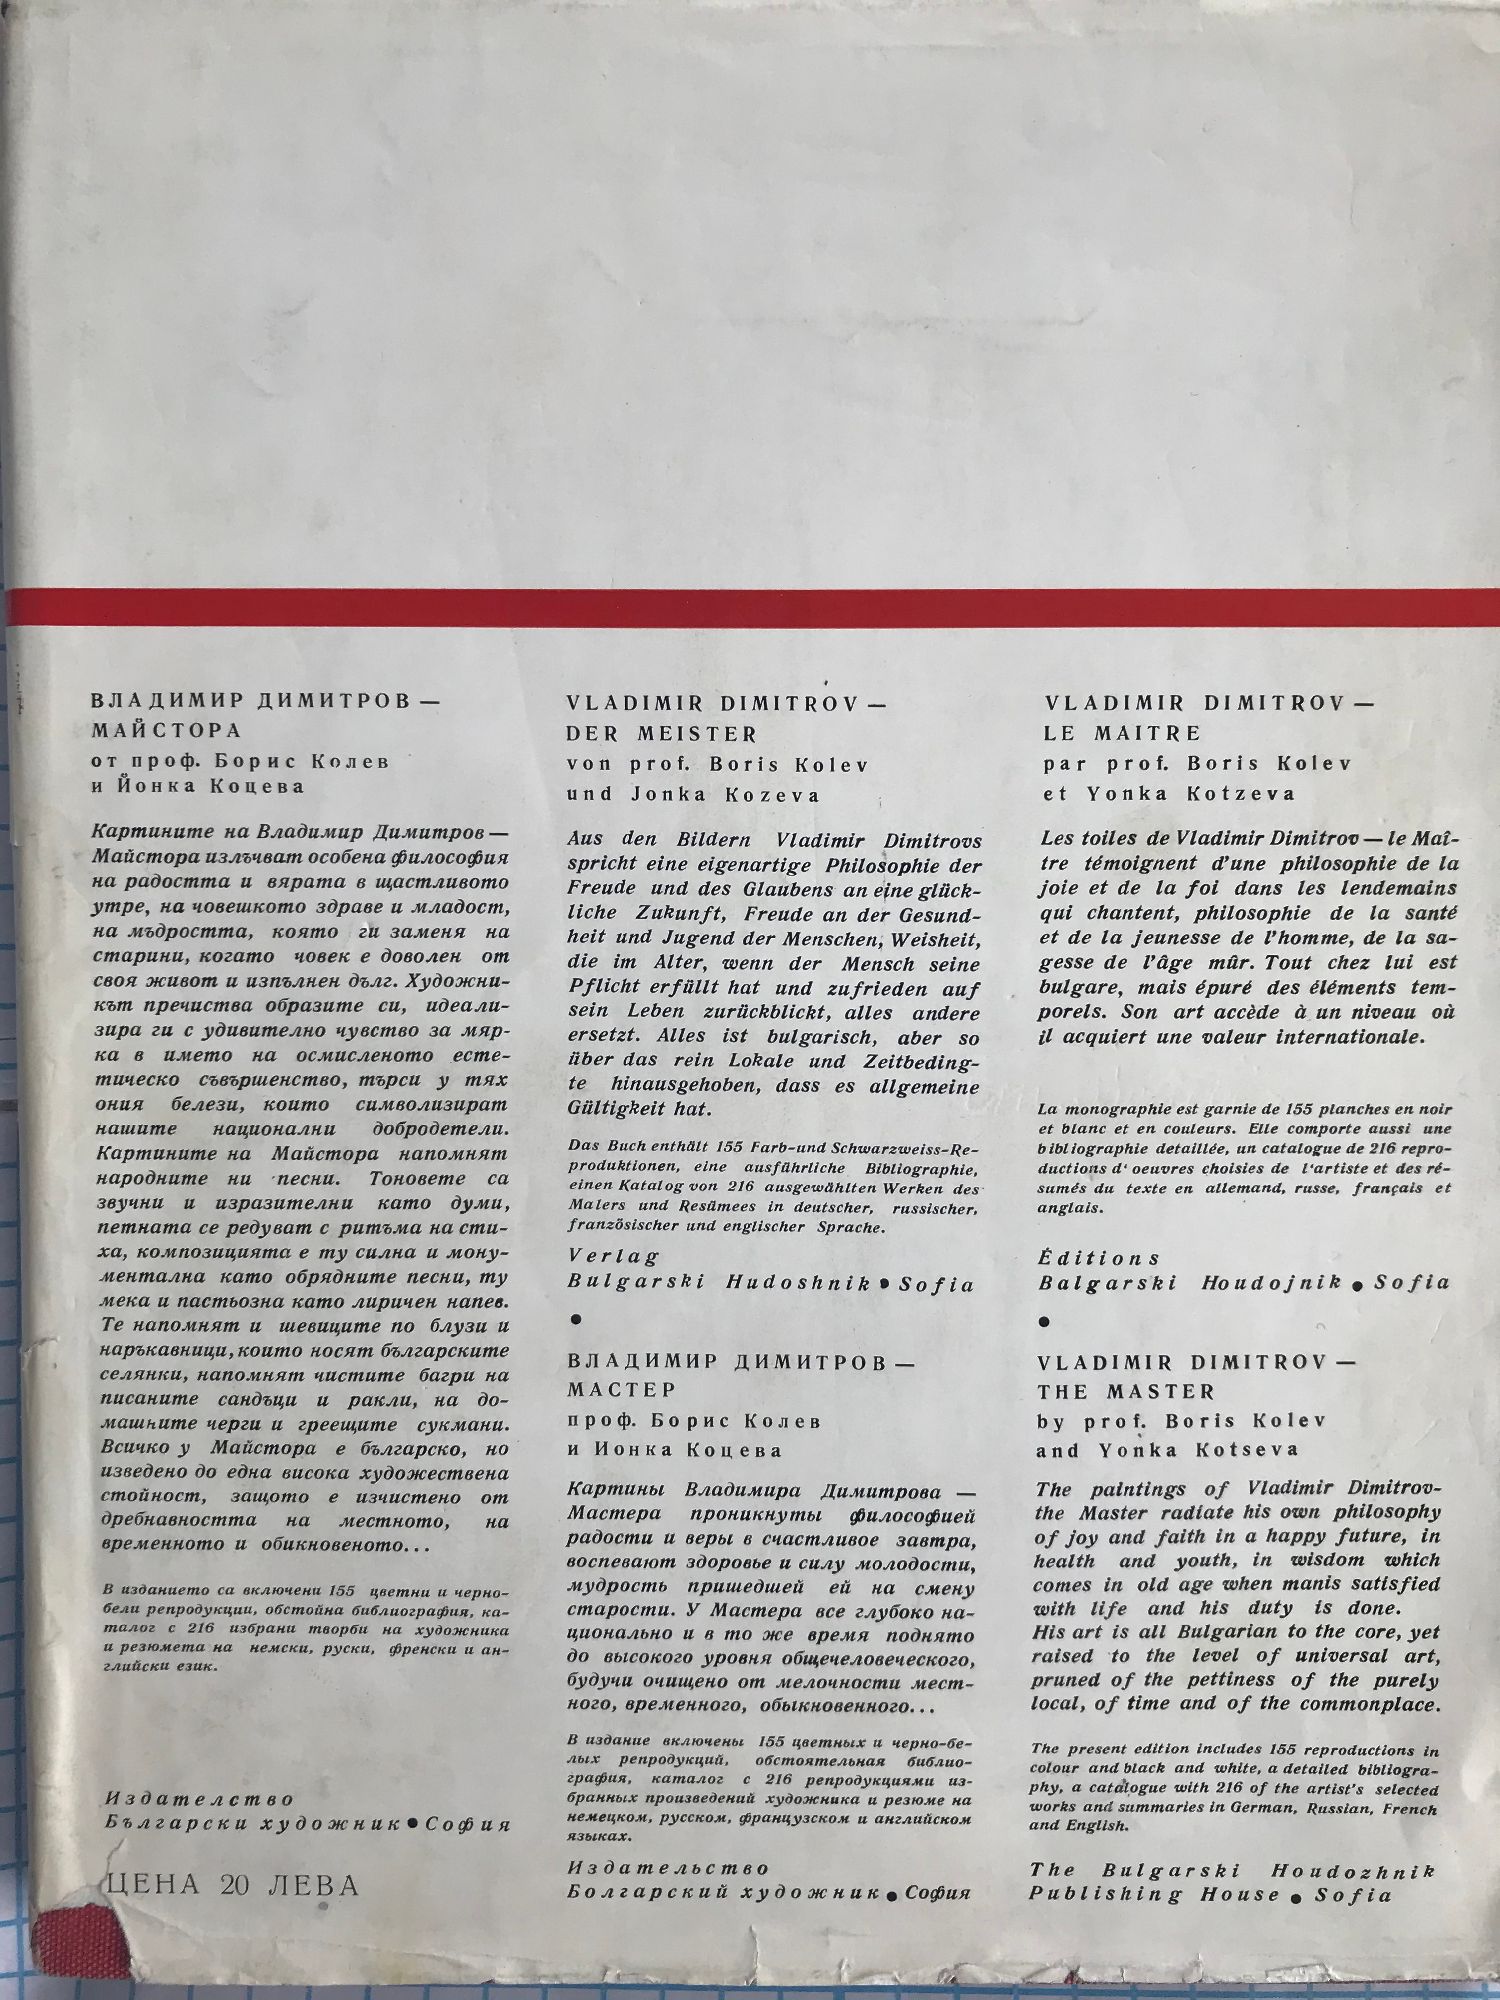 ВЛАДИМИР ДИМИТРОВ —
МАЙСТОРА
от проф. Борис Колев
и Йонка Коцева
Картините на Владимир Димитров —
Майстора излъчват особена философия
на радостта и вярата в щастливото
утре, на човешкото здраве и младост,
на мъдростта, която ги заменя на
старини, когато човек е доволен от
своя живот и изпълнен дълг. Художни-
кът пречиства образите си, идеали-
зира ги с удивително чувство за мяр-
ка в името на осмисленото есте-
тическо съвършенство, търси у тях
ония белези, които символизират
нашите национални добродетели.
Картините на Майстора напомнят
народните ни песни. Тоновете са
звучни и изразителни като думи,
петната се редуват с ритъма на сти-
ха, композицията е ту силна и мону-
ментална като обрядните песни, ту
мека и пастьозна като лиричен напев.
Те напомнят и шевиците по блузи и
наръкавници, които носят българските
селянки, напомнят чистите багри на
писаните сандъци и ракли, на до-
машните черги и греещите сукмани.
Всичко у Майстора е българско, но
изведено до една висока художествена
стойност, защото е изчистено от
дребнавността на местното, на
временното и обикновеното...
В изданието са включени 155 цветни и черно-
бели репродукции, обстойна библиография, ка-
талог с 216 избрани творби на художника
и резюмета на немски, руски, френски и ан-
глийски език.
Издателство
Български художник ● София
ЦЕНА 20 ЛЕВА
VLADIMIR DIMITROV —
DER MEISTER
von prof. Boris Kolev
und Jonka Kozeva
Aus den Bildern Vladimir Dimitrovs
spricht eine eigenartige Philosophie der
Freude und des Glaubens an eine glück-
liche Zukunft, Freude an der Gesund-
heit und Jugend der Menschen, Weisheit,
die im Alter, wenn der Mensch seine
Pflicht erfüllt hat und zufrieden auf
sein Leben zurückblickt, alles andere
ersetzt. Alles ist bulgarisch, aber so
über das rein Lokale und Zeitbeding-
te hinausgehoben, dass es allgemeine
Gültigkeit hat.
Das Buch enthält 155 Farb-und Schwarzweiss-Re-
produktionen, eine ausführliche Bibliographie,
einen Katalog von 216 ausgewählten Werken des
Malers und Resümees in deutscher, russischer,
französischer und englischer Sprache.
Verlag
Bulgarski Hudoshnik ● Sofia
●
ВЛАДИМИР ДИМИТРОВ —
МАСТЕР
проф. Борис Колев
и Ионка Коцева
Картины Владимира Димитрова —
Мастера проникнуты философией
радости и веры в счастливое завтра,
воспевают здоровье и силу молодости,
мудрость пришедшей ей на смену
старости. У Мастера все глубоко на-
ционально и в то же время поднято
до высокого уровня общечеловеческого,
будучи очищено от мелочности мест-
ного, временного, обыкновенного...
В издание включены 155 цветных и черно-бе-
лых репродукций, обстоятельная библио-
графия, каталог с 216 репродукциями из-
бранных произведений художника и резюме на
немецком, русском, французском и английском
языках.
Издательство
Болгарский художник ● София
VLADIMIR DIMITROV —
LE MAITRE
par prof. Boris Kolev
et Yonka Kotzeva
Les toiles de Vladimir Dimitrov — le Maî-
tre témoignent d'une philosophie de la
joie et de la foi dans les lendemains
qui chantent, philosophie de la santé
et de la jeunesse de l'homme, de la sa-
gesse de l'âge mûr. Tout chez lui est
bulgare, mais épuré des éléments tem-
porels. Son art accède à un niveau où
il acquiert une valeur internationale.
La monographie est garnie de 155 planches en noir
et blanc et en couleurs. Elle comporte aussi une
bibliographie detaillée, un catalogue de 216 repro-
ductions d' oeuvres choisies de l'artiste et des ré-
sumés du texte en allemand, russe, français et
anglais.
Éditions
Balgarski Houdojnik ● Sofia
●
VLADIMIR DIMITROV —
THE MASTER
by prof. Boris Kolev
and Yonka Kotseva
The paintings of Vladimir Dimitrov-
the Master radiate his own philosophy
of joy and faith in a happy future, in
health and youth, in wisdom which
comes in old age when manis satisfied
with life and his duty is done.
His art is all Bulgarian to the core, yet
raised to the level of universal art,
pruned of the pettiness of the purely
local, of time and of the commonplace.
The present edition includes 155 reproductions in
colour and black and white, a detailed bibliogra-
phy, a catalogue with 216 of the artist's selected
works and summaries in German, Russian, French
and English.
The Bulgarski Houdozhnik
Publishing House ● Sofia